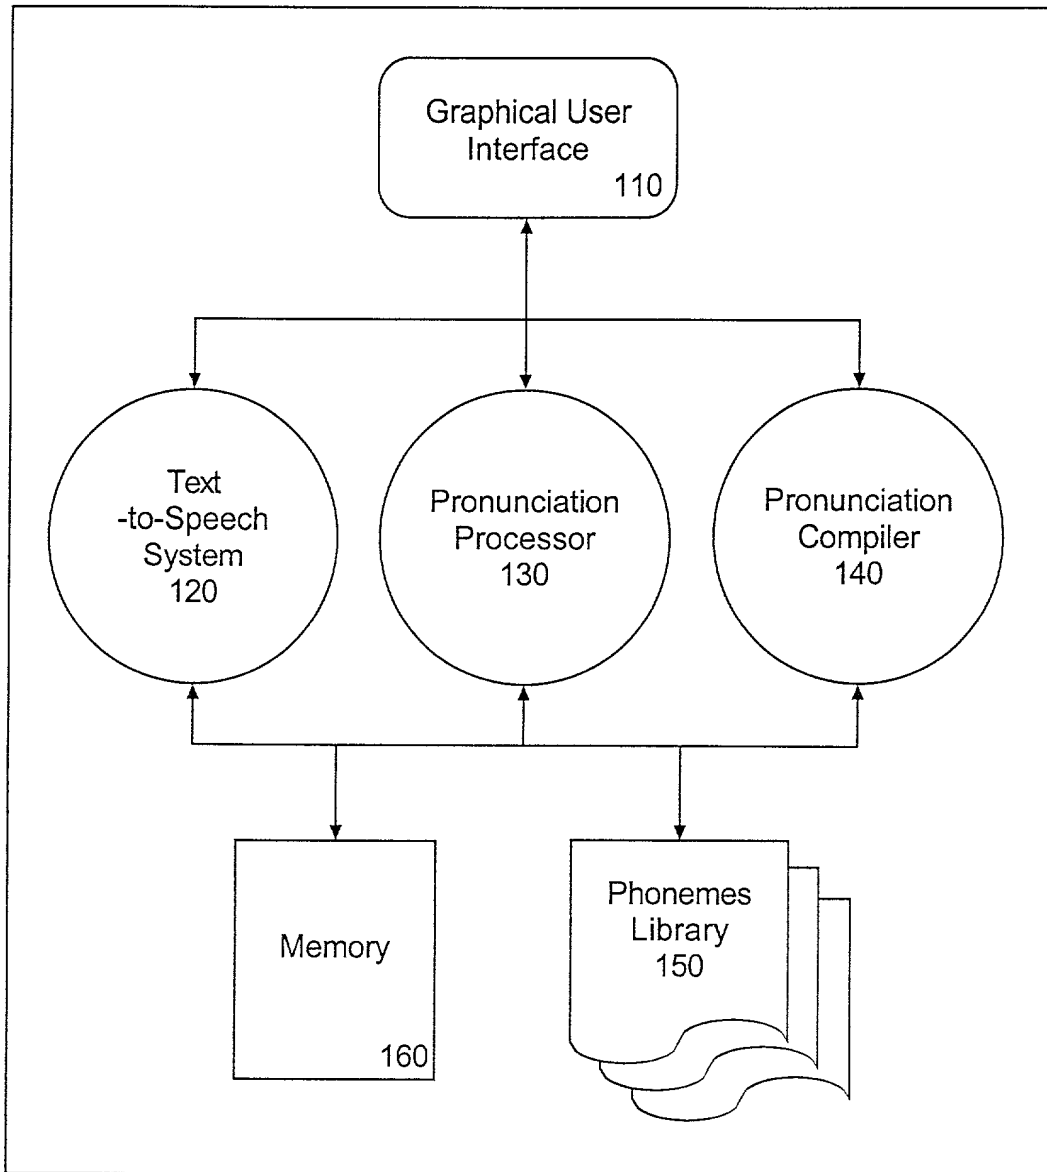 Graphical User
Interface
110
Text
-to-Speech
System
120
Pronunciation
Processor
130
Pronunciation
Compiler
140
Memory
160
Phonemes
Library
150